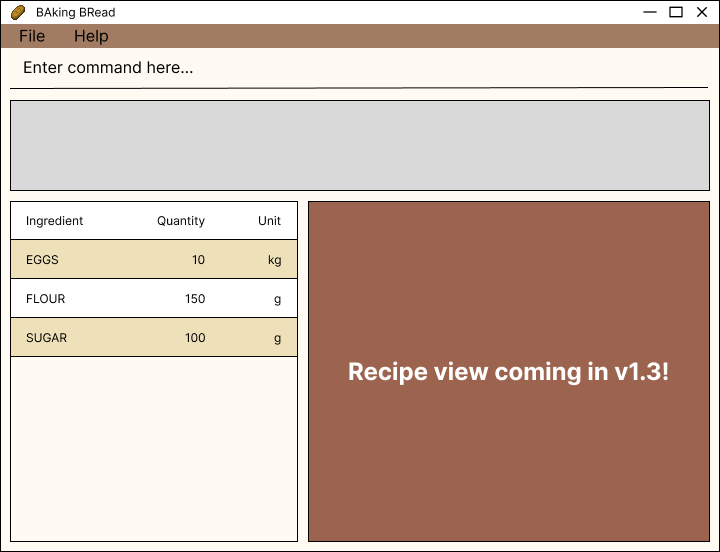 BAking BRead
File Help
Enter command here...
Ingredient Quantity Unit
EGGS 10 kg
FLOUR 150 g
SUGAR 100 g
Recipe view coming in v1.3!